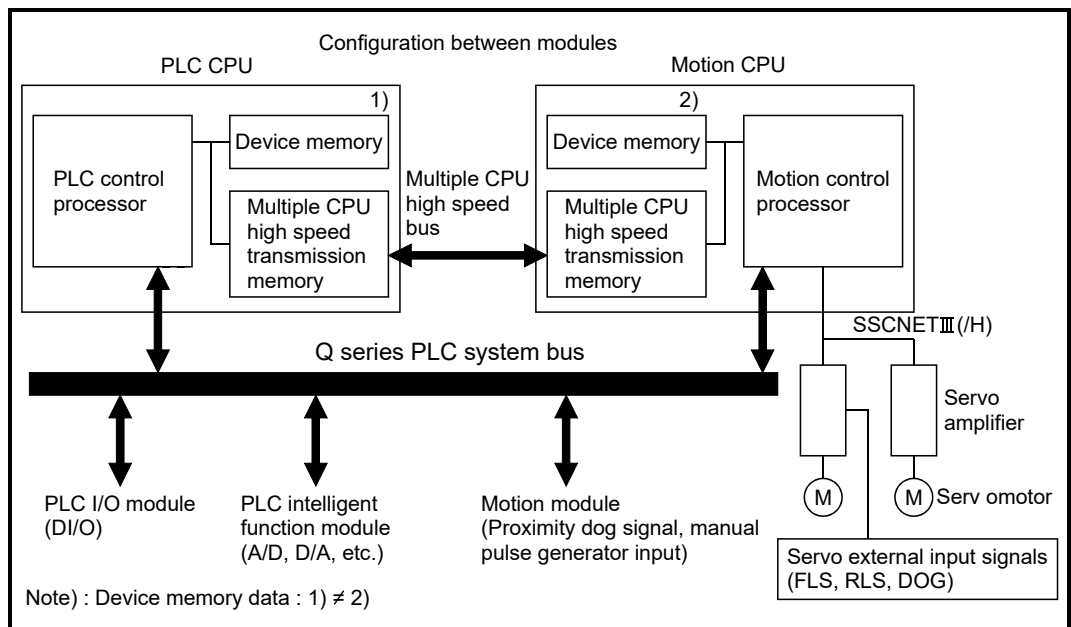 Configuration between modules
PLC CPU
Motion CPU
1)
2)
PLC control
processor
Device memory
Multiple CPU
high speed
transmission
memory
Multiple CPU
high speed
bus
Device memory
Multiple CPU
high speed
transmission
memory
Motion control
processor
SSCNETⅢ(/H)
Q series PLC system bus
Servo
amplifier
M
M
Serv omotor
PLC I/O module
(DI/O)
PLC intelligent
function module
(A/D, D/A, etc.)
Motion module
(Proximity dog signal, manual
pulse generator input)
Servo external input signals
(FLS, RLS, DOG)
Note) : Device memory data : 1) ≠ 2)